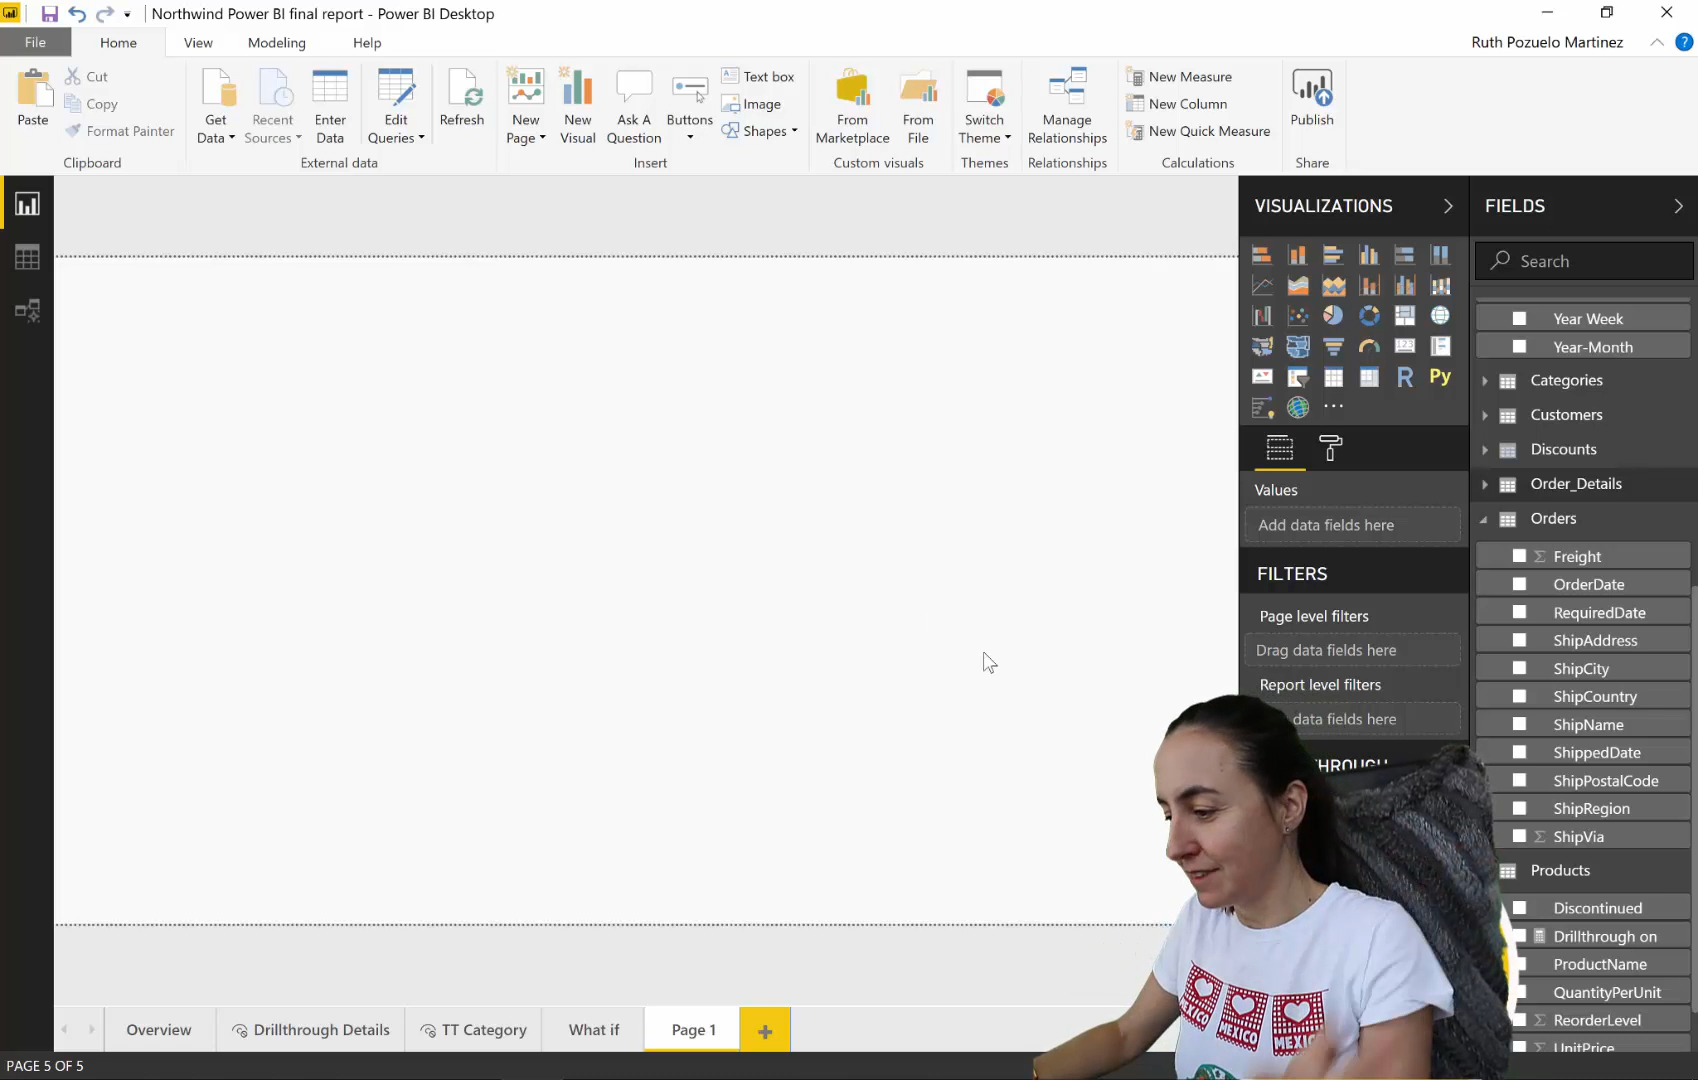 Northwind Power BI final report - Power BI Desktop
File
Home
View
Modeling
Help
Ruth Pozuelo Martinez
?
Paste
Cut
Copy
Format Painter
Clipboard
Get
Data
Recent
Sources
Enter
Data
Edit
Queries
Refresh
External data
New
Page
New
Visual
Ask A
Question
Buttons
Text box
Image
Shapes
Insert
From
Marketplace
From
File
Custom visuals
Switch
Theme
Themes
Manage
Relationships
Relationships
New Measure
New Column
New Quick Measure
Calculations
Publish
Share
VISUALIZATIONS
123
R
Py
Values
Add data fields here
FILTERS
Page level filters
Drag data fields here
Report level filters
data fields here
THROUGH
FIELDS
Search
Year Week
Year-Month
Categories
Customers
Discounts
Order_Details
Orders
Freight
OrderDate
RequiredDate
ShipAddress
ShipCity
ShipCountry
ShipName
ShippedDate
ShipPostalCode
ShipRegion
ShipVia
Products
Discontinued
Drillthrough on
ProductName
QuantityPerUnit
ReorderLevel
UnitPrice
MEXICO
MEXICO
Overview
Drillthrough Details
TT Category
What if
Page 1
PAGE 5 OF 5